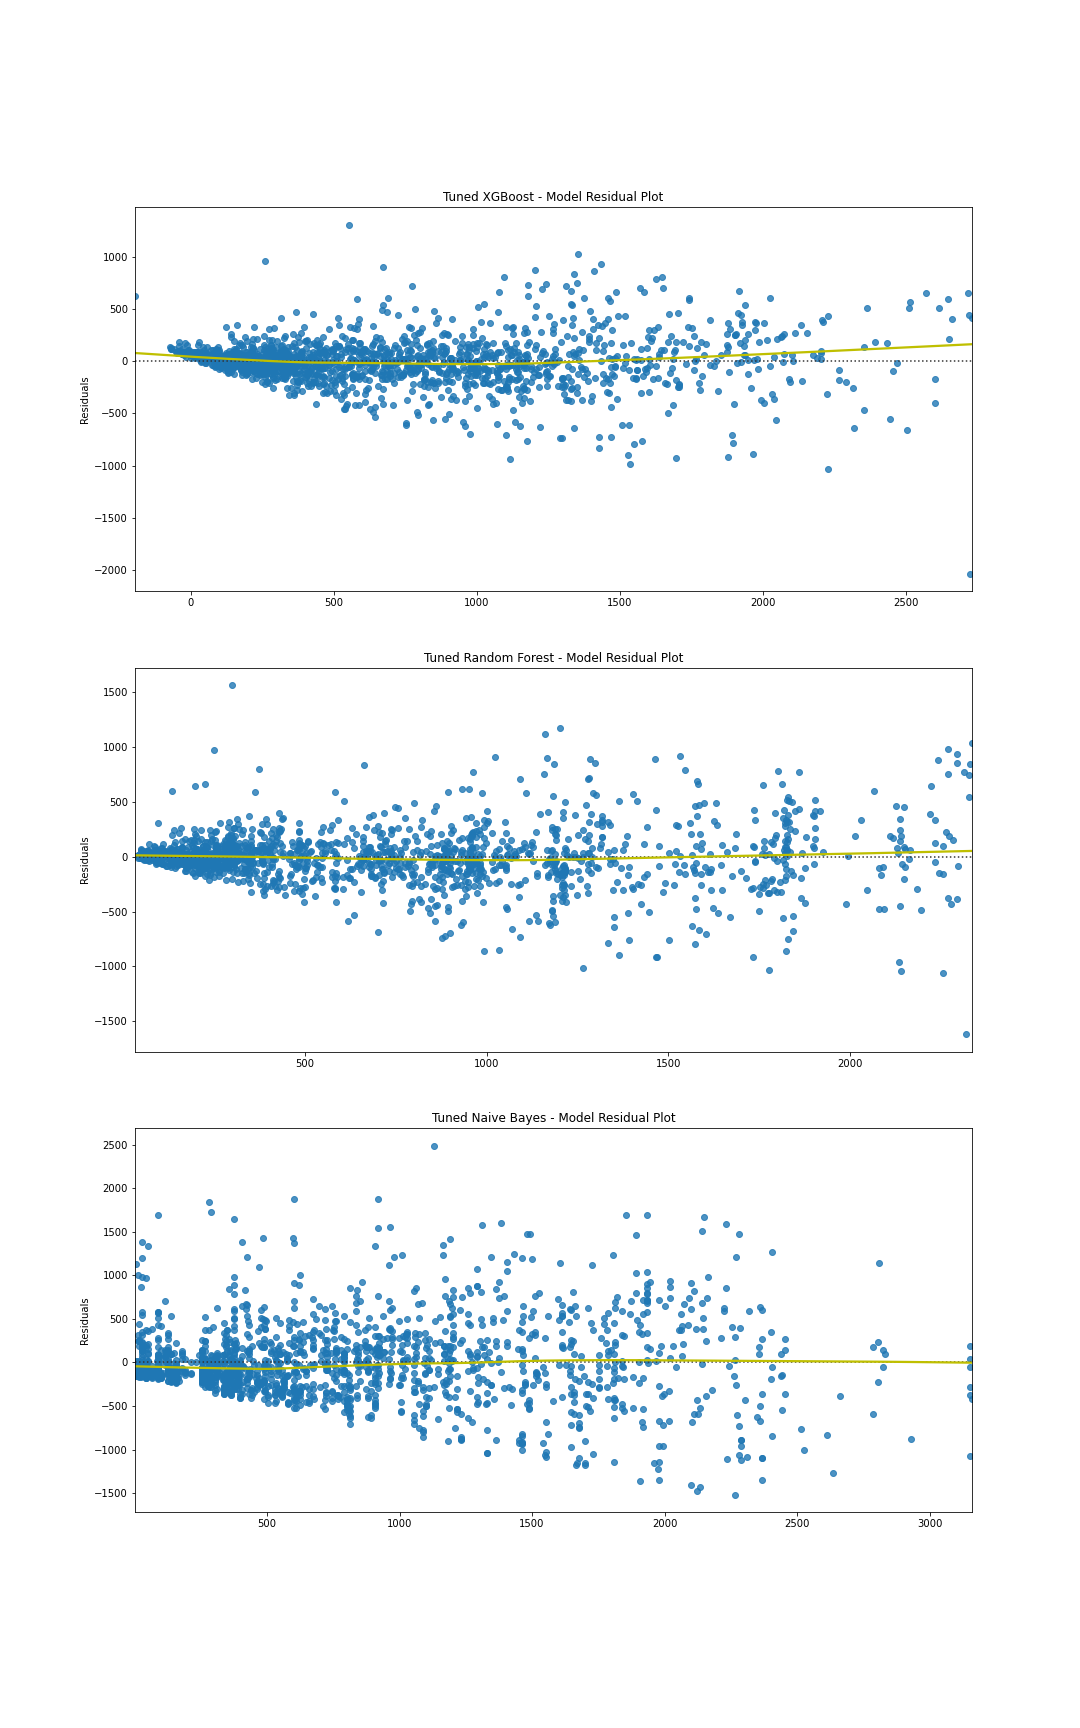 Tuned XGBoost - Model Residual Plot
1000
500
0
−500
−1000
−1500
−2000
Residuals
0 500 1000 1500 2000 2500
Tuned Random Forest - Model Residual Plot
1500
1000
500
0
−500
−1000
−1500
Residuals
500 1000 1500 2000
Tuned Naive Bayes - Model Residual Plot
2500
2000
1500
1000
500
0
−500
−1000
−1500
Residuals
500 1000 1500 2000 2500 3000